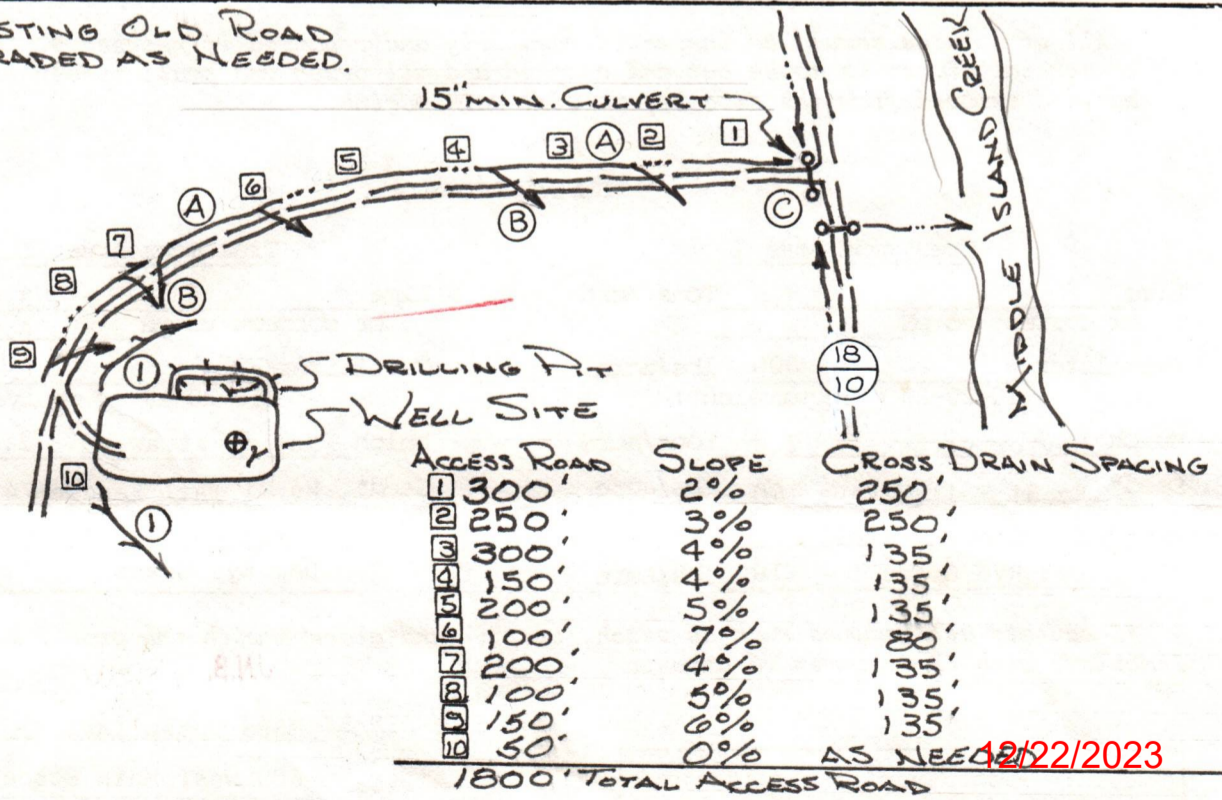 STING OLD ROAD
RADED AS NEEDED.
15" MIN. CULVERT
1
2
A
3
4
5
6
A
7
8
9
B
B
C
1
DRILLING PIT
WELL SITE
10
1
18
10
MIDDLE ISLAND CREEK
ACCESS ROAD SLOPE CROSS DRAIN SPACING
1 300' 2% 250'
2 250' 3% 250'
3 300' 4% 135'
4 150' 4% 135'
5 200' 5% 135'
6 100' 7% 80'
7 200' 4% 135'
8 100' 5% 135'
9 150' 6% 135'
10 50' 0% AS NEEDED
1800' TOTAL ACCESS ROAD
12/22/2023